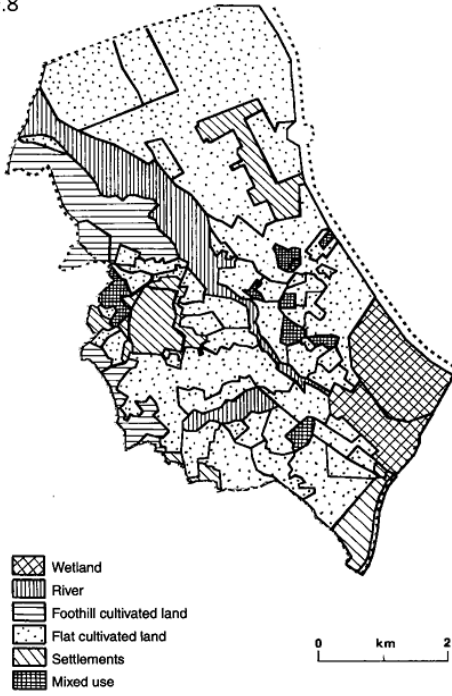 .8
Wetland
River
Foothill cultivated land
Flat cultivated land
Settlements
Mixed use
0 km 2